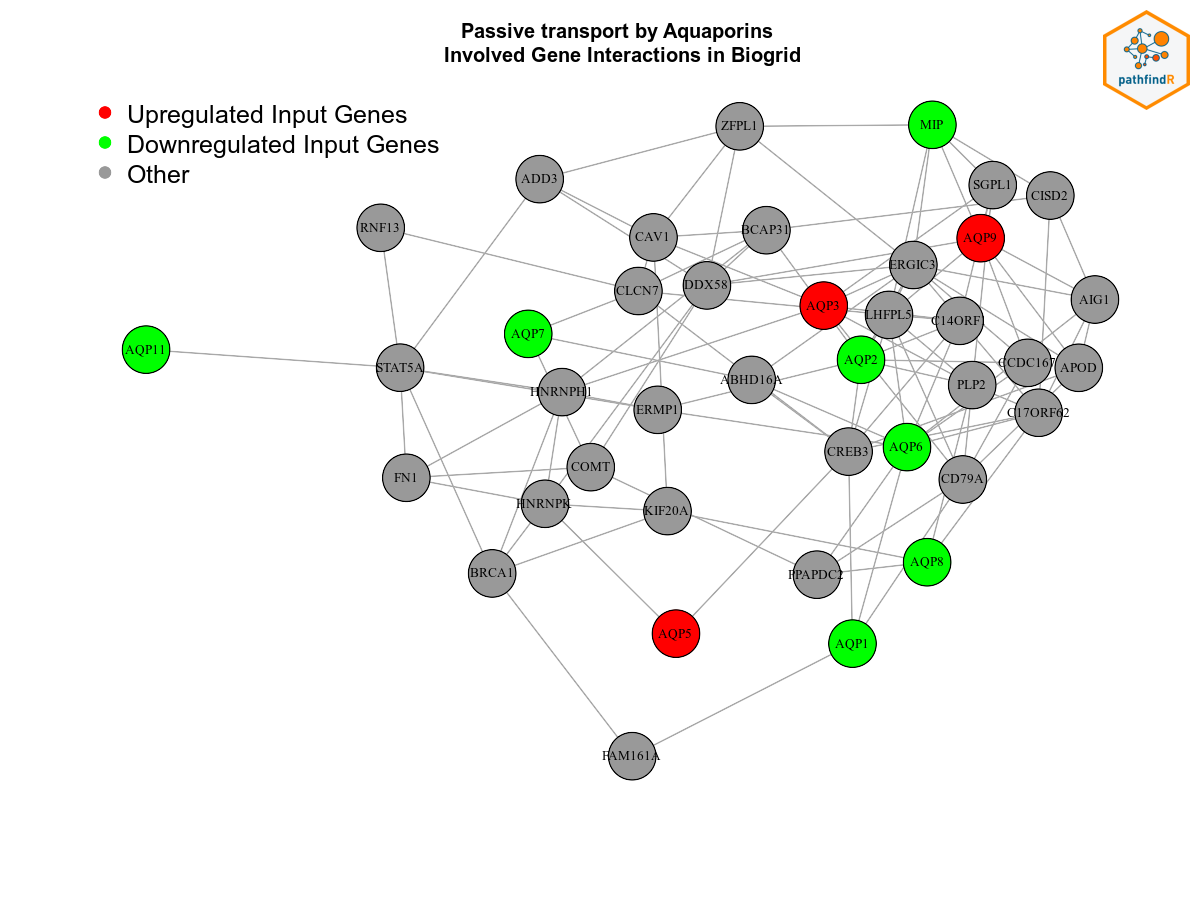 Passive transport by Aquaporins
Involved Gene Interactions in Biogrid
pathfindR
Upregulated Input Genes
Downregulated Input Genes
Other
ZFPL1
MIP
ADD3
SGPL1
CISD2
RNF13
CAV1
BCAP31
AQP9
ERGIC3
CLCN7
DDX58
AQP3
AIG1
LHFPL5
C14ORF1
AQP7
AQP11
AQP2
STAT5A
CCDC167
APOD
ABHD16A
PLP2
HNRNPH1
ERMP1
C17ORF62
CREB3
AQP6
COMT
FN1
CD79A
HNRNPK
KIF20A
AQP8
BRCA1
PPAPDC2
AQP5
AQP1
FAM161A